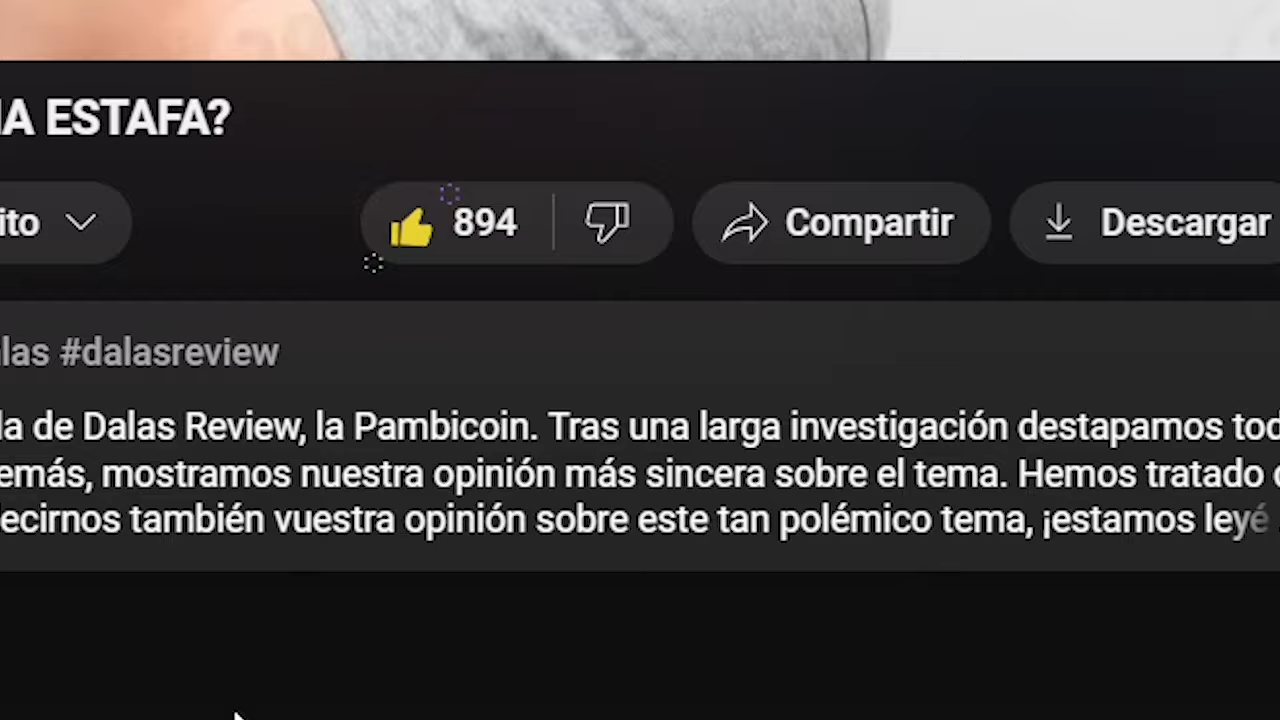 IA ESTAFA?
ito
894
Compartir
Descargar
las #dalasreview
la de Dalas Review, la Pambicoin. Tras una larga investigación destapamos tod
emás, mostramos nuestra opinión más sincera sobre el tema. Hemos tratado
ecirnos también vuestra opinión sobre este tan polémico tema, ¡estamos leyé